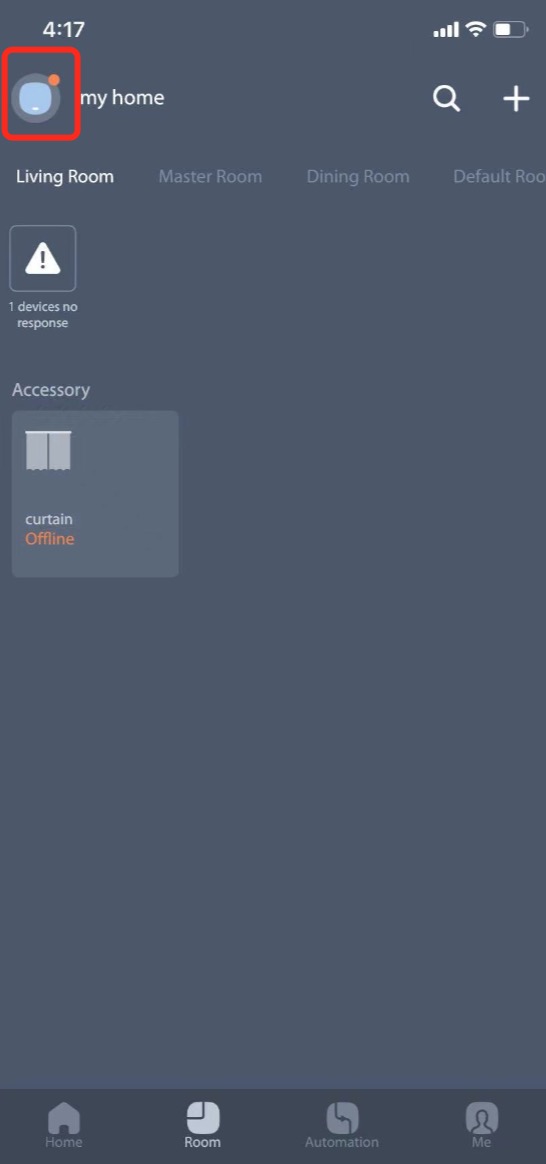 4:17
my home
Living Room Master Room Dining Room Default Roo
1 devices no
response
Accessory
curtain
Offline
Home Room Automation Me